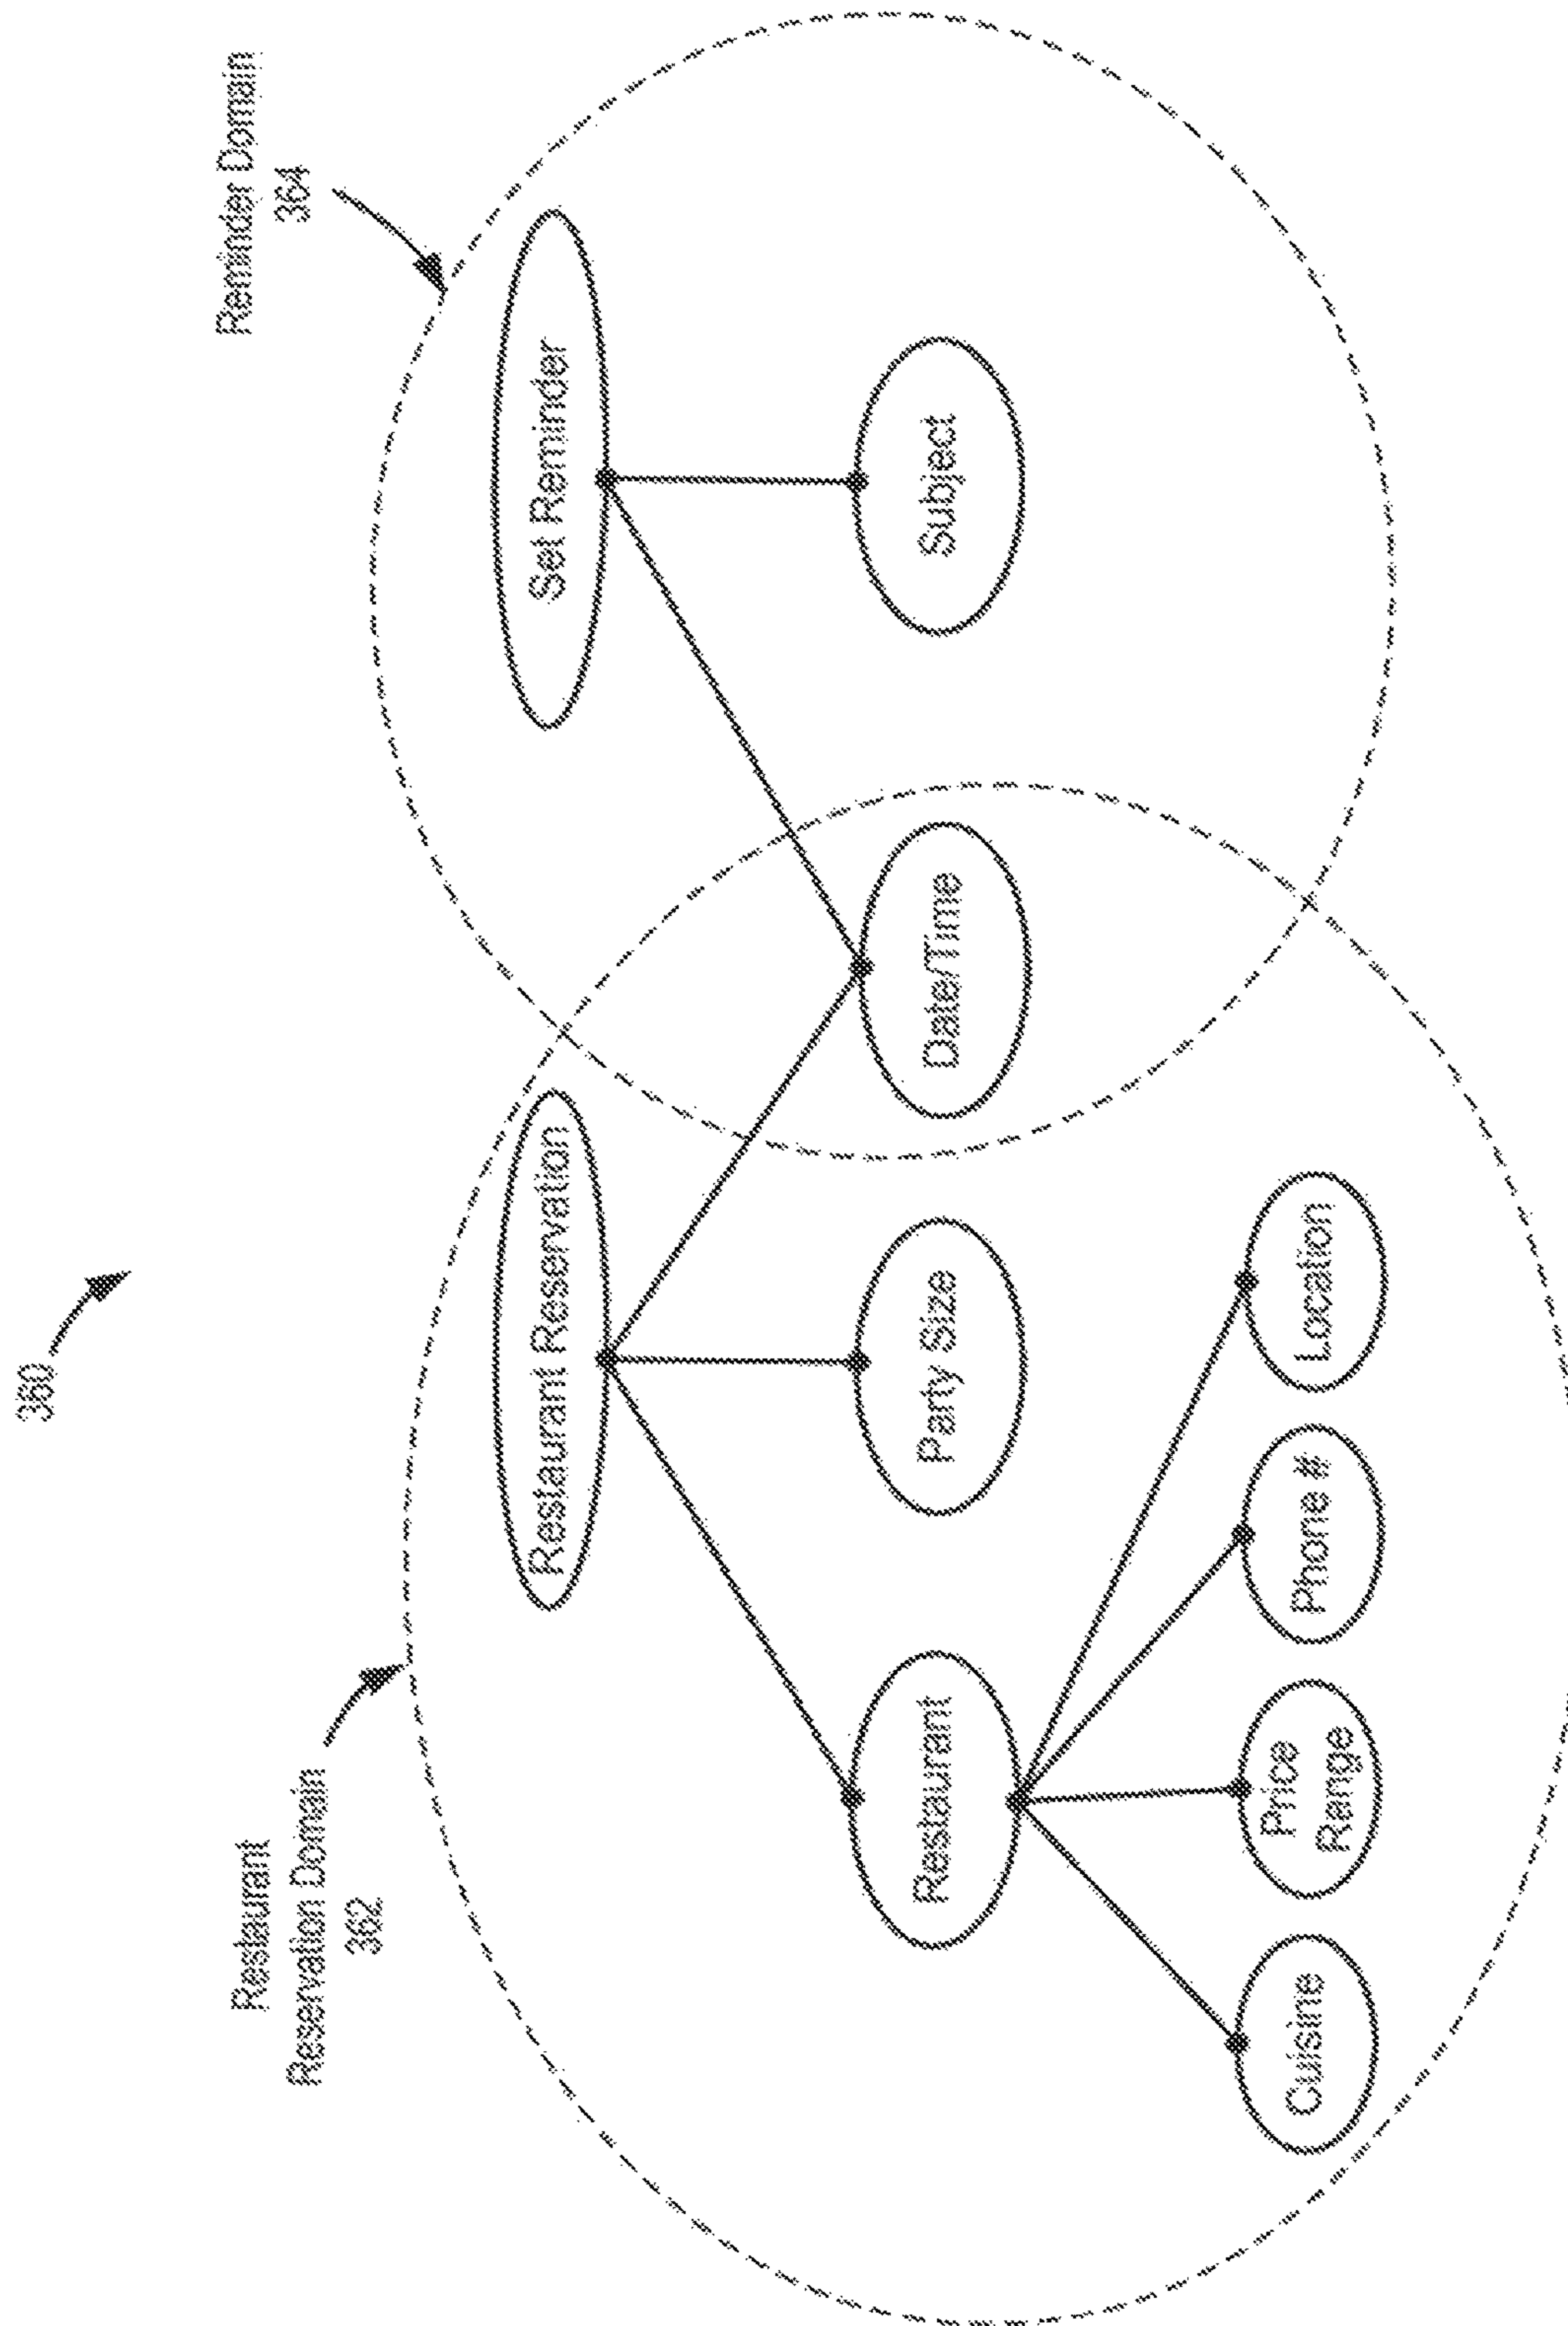 360
Restaurant
Reservation Domain
362
Reminder Domain
364
Restaurant Reservation
Set Reminder
Restaurant
Party Size
Date/Time
Subject
Cuisine
Price
Range
Phone #
Location